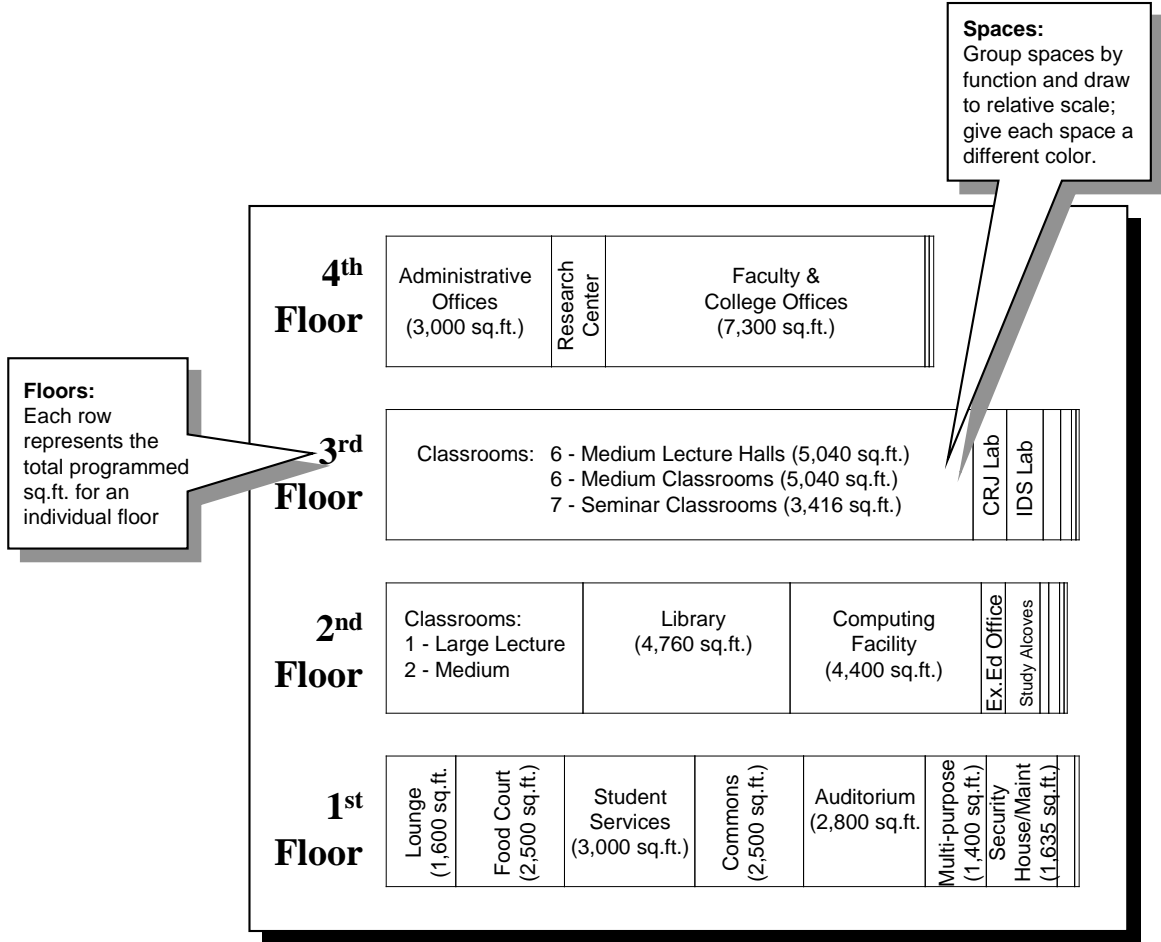 Spaces:
Group spaces by
function and draw
to relative scale;
give each space a
different color.
4th
Floor
Administrative
Offices
(3,000 sq.ft.)
Research
Center
Faculty &
College Offices
(7,300 sq.ft.)
Floors:
Each row
represents the
total programmed
sq.ft. for an
individual floor
3rd
Floor
Classrooms: 6 - Medium Lecture Halls (5,040 sq.ft.)
6 - Medium Classrooms (5,040 sq.ft.)
7 - Seminar Classrooms (3,416 sq.ft.)
CRJ Lab
IDS Lab
2nd
Floor
Classrooms:
1 - Large Lecture
2 - Medium
Library
(4,760 sq.ft.)
Computing
Facility
(4,400 sq.ft.)
Ex.Ed Office
Study Alcoves
1st
Floor
Lounge
(1,600 sq.ft.
Food Court
(2,500 sq.ft.)
Student
Services
(3,000 sq.ft.)
Commons
(2,500 sq.ft.)
Auditorium
(2,800 sq.ft.
Multi-purpose
(1,400 sq.ft.)
Security
House/Maint
(1,635 sq.ft.)